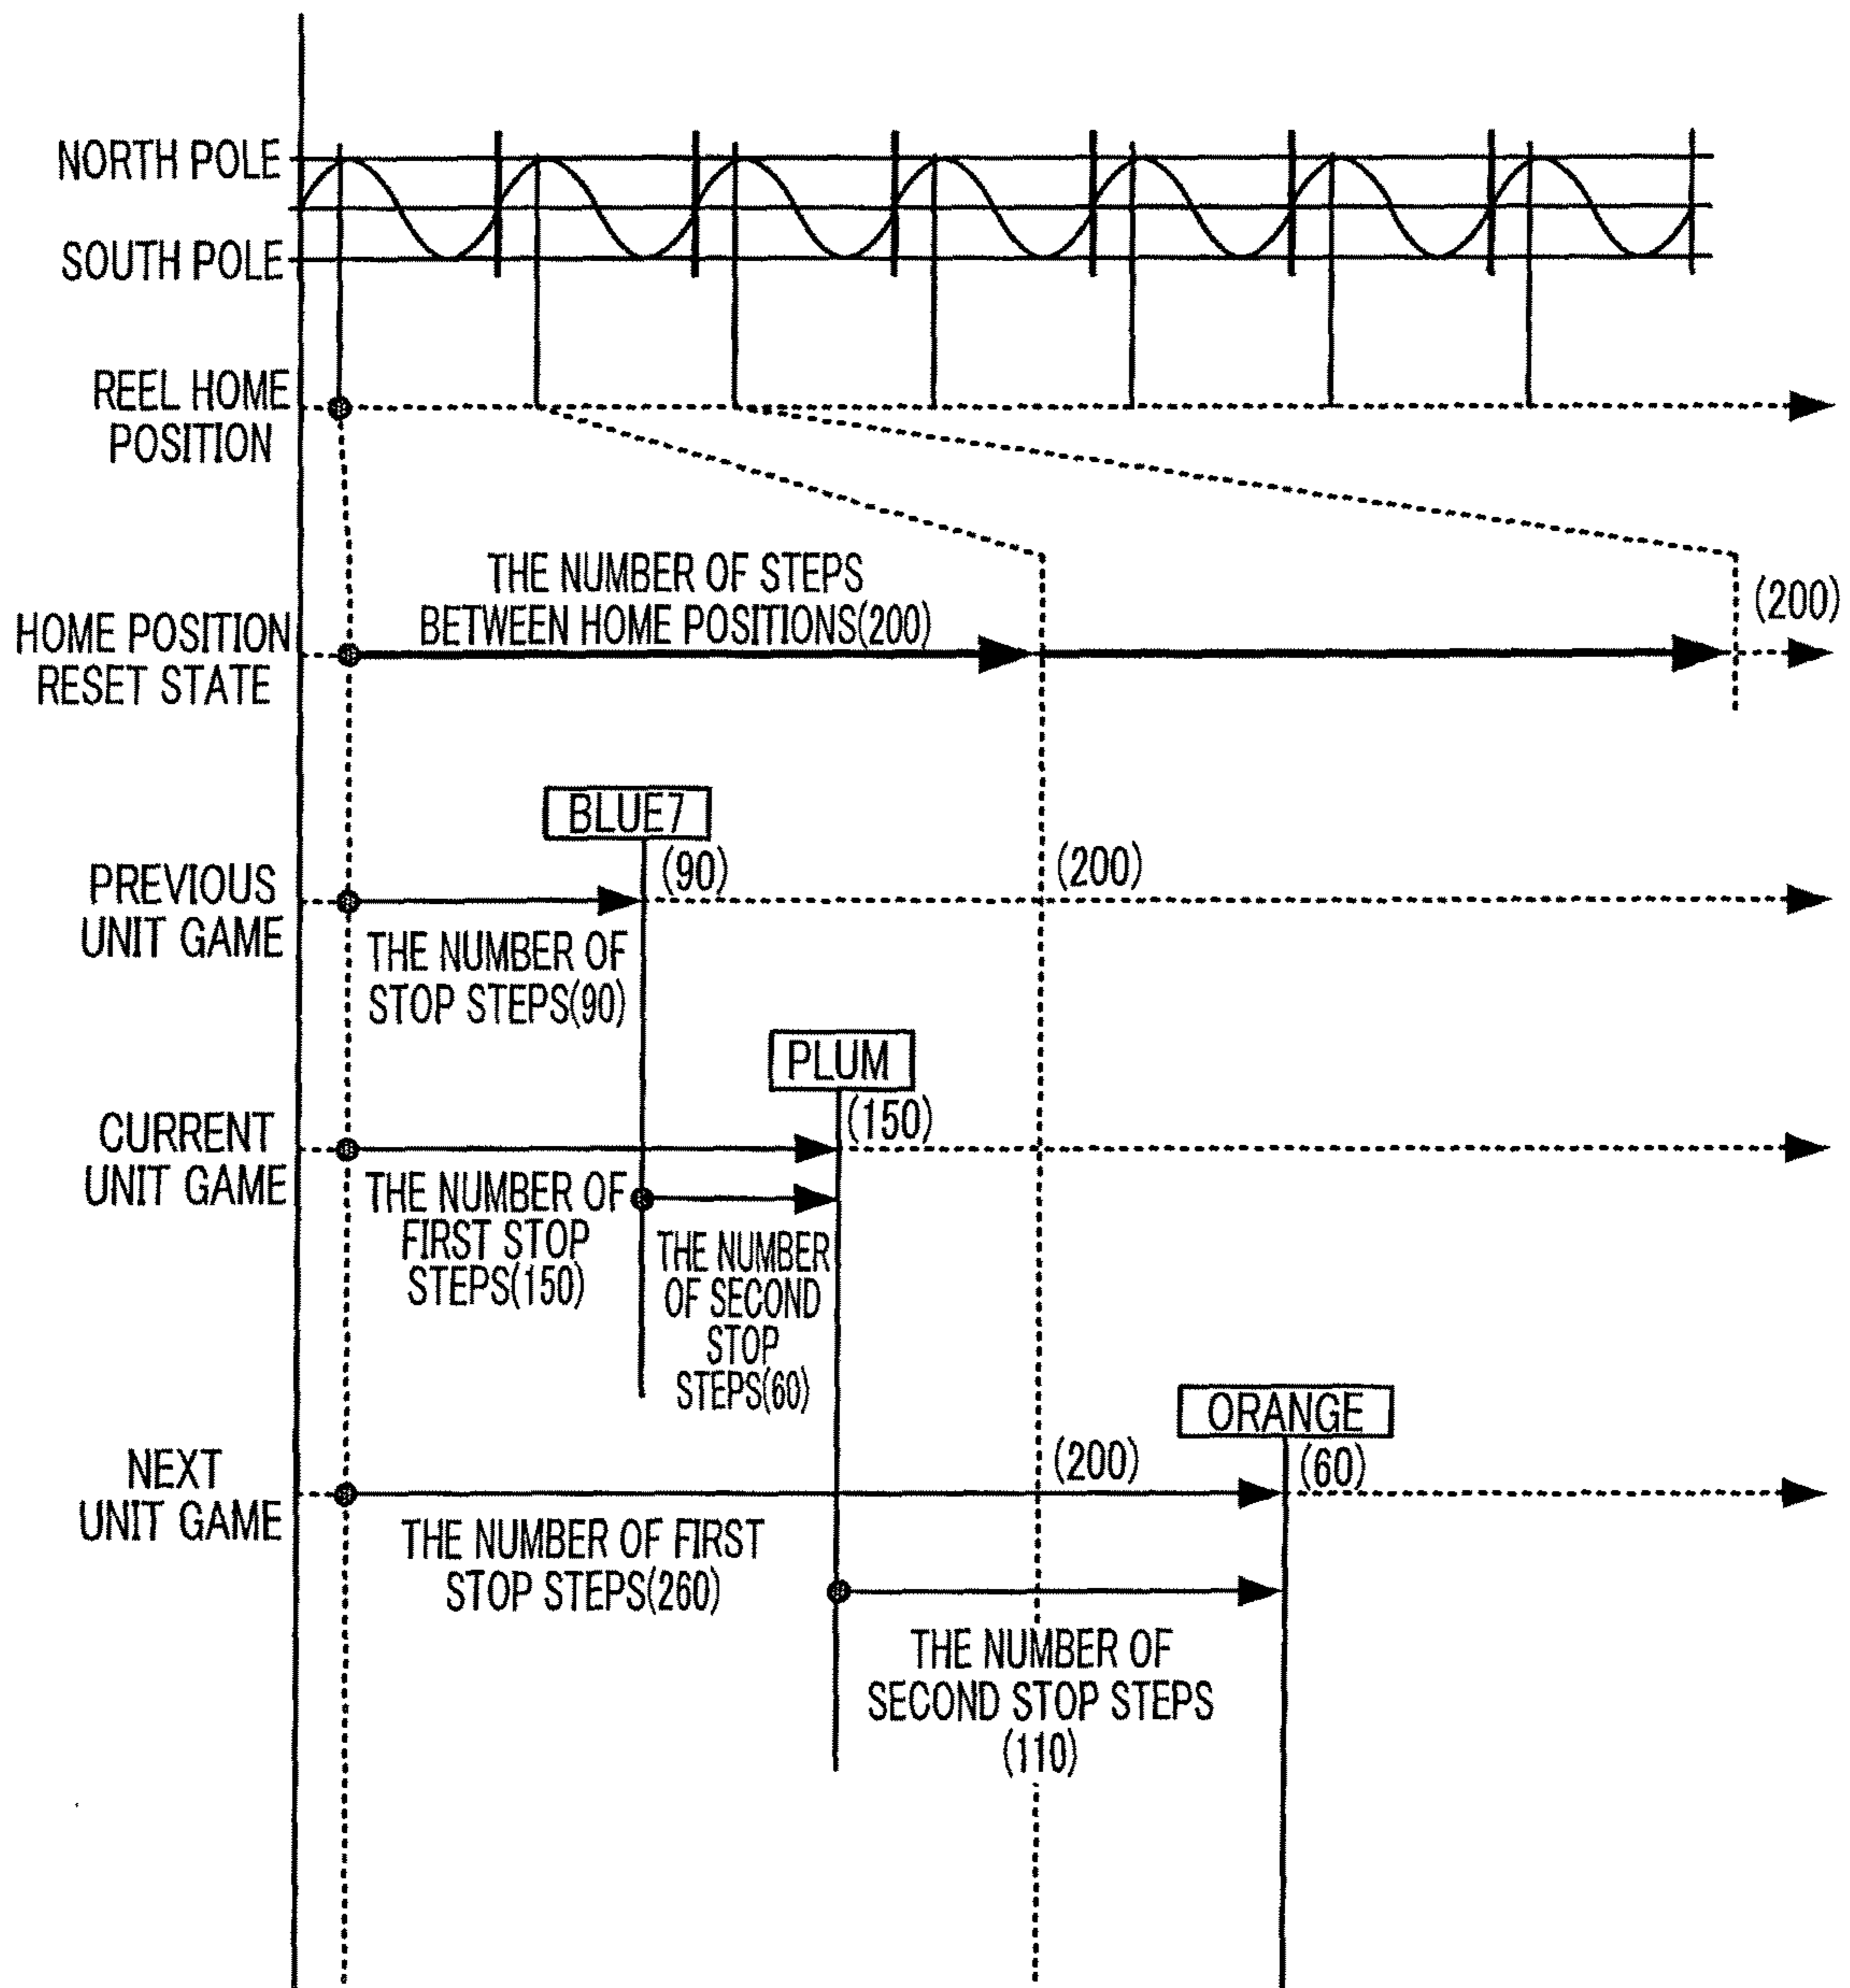 NORTH POLE
SOUTH POLE
REEL HOME
POSITION
THE NUMBER OF STEPS
BETWEEN HOME POSITIONS(200)
(200)
HOME POSITION
RESET STATE
BLUE7
(90)
(200)
PREVIOUS
UNIT GAME
THE NUMBER OF
STOP STEPS(90)
PLUM
(150)
CURRENT
UNIT GAME
THE NUMBER OF
FIRST STOP
STEPS(150)
THE NUMBER
OF SECOND
STOP
STEPS(60)
ORANGE
(200)
(60)
NEXT
UNIT GAME
THE NUMBER OF FIRST
STOP STEPS(260)
THE NUMBER OF
SECOND STOP STEPS
(110)